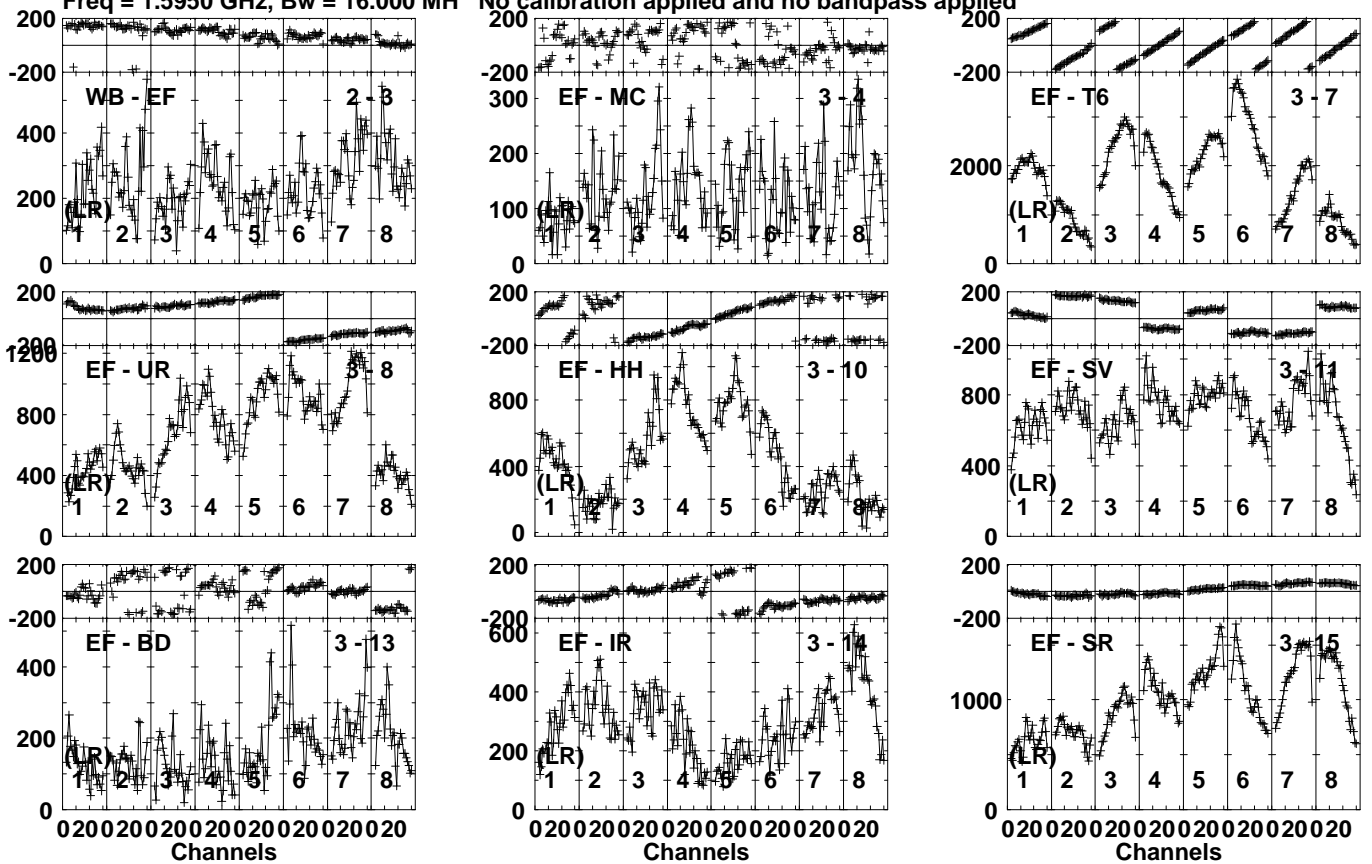 Freq = 1.5950 GHz, Bw = 16.000 MH No calibration applied and no bandpass applied
200
-200
WB - EF 2 - 3
400
200
0
(LR)
1 2 3 4 5 6 7 8
200
-200
EF - MC 3 - 4
300
200
100
0
(LR)
1 2 3 4 5 6 7 8
200
-200
EF - T6 3 - 7
2000
0
(LR)
1 2 3 4 5 6 7 8
200
-200
1200
EF - UR 3 - 8
800
400
0
(LR)
1 2 3 4 5 6 7 8
200
-200
EF - HH 3 - 10
800
400
0
(LR)
1 2 3 4 5 6 7 8
200
-200
EF - SV 3 - 11
800
400
0
(LR)
1 2 3 4 5 6 7 8
200
-200
EF - BD 3 - 13
400
200
0
(LR)
1 2 3 4 5 6 7 8
0 20 0 20 0 20 0 20 0 20 0 20 0 20 0 20
Channels
200
-200
600
EF - IR 3 - 14
400
200
0
(LR)
1 2 3 4 5 6 7 8
0 20 0 20 0 20 0 20 0 20 0 20 0 20 0 20
Channels
200
-200
EF - SR 3 - 15
1000
0
(LR)
1 2 3 4 5 6 7 8
0 20 0 20 0 20 0 20 0 20 0 20 0 20 0 20
Channels